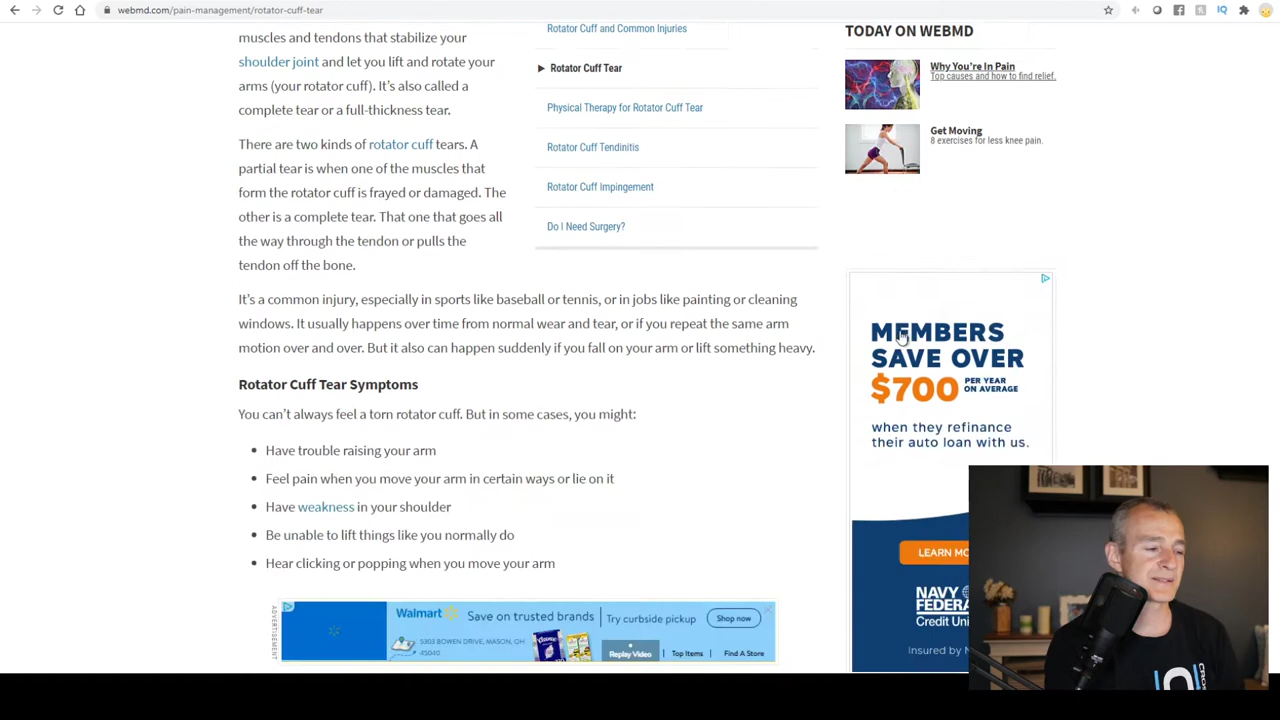 webmd.com/pain-management/rotator-cuff-tear
muscles and tendons that stabilize your
shoulder joint and let you lift and rotate your
arms (your rotator cuff). It's also called a
complete tear or a full-thickness tear.
There are two kinds of rotator cuff tears. A
partial tear is when one of the muscles that
form the rotator cuff is frayed or damaged. The
other is a complete tear. That one that goes all
the way through the tendon or pulls the
tendon off the bone.
Rotator Cuff and Common Injuries
Rotator Cuff Tear
Physical Therapy for Rotator Cuff Tear
Rotator Cuff Tendinitis
Rotator Cuff Impingement
Do I Need Surgery?
It's a common injury, especially in sports like baseball or tennis, or in jobs like painting or cleaning
windows. It usually happens over time from normal wear and tear, or if you repeat the same arm
motion over and over. But it also can happen suddenly if you fall on your arm or lift something heavy.
Rotator Cuff Tear Symptoms
You can't always feel a torn rotator cuff. But in some cases, you might:
Have trouble raising your arm
Feel pain when you move your arm in certain ways or lie on it
Have weakness in your shoulder
Be unable to lift things like you normally do
Hear clicking or popping when you move your arm
ADVERTISEMENT
Walmart Save on trusted brands Try curbside pickup Shop now
5303 BOWEN DRIVE, MASON, OH
45040
Replay Video Top Items Find A Store
TODAY ON WEBMD
Why You're In Pain
Top causes and how to find relief.
Get Moving
8 exercises for less knee pain.
MEMBERS
SAVE OVER
$700 PER YEAR
ON AVERAGE
when they refinance
their auto loan with us.
LEARN MO
NAVY
FEDERA
Credit Uni
Insured by N